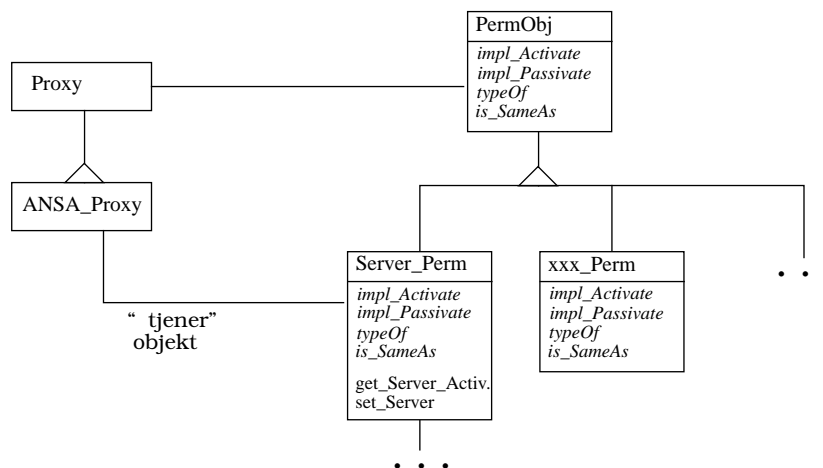 PermObj
impl_Activate
impl_Passivate
typeOf
is_SameAs
Proxy
ANSA_Proxy
Server_Perm
impl_Activate
impl_Passivate
typeOf
is_SameAs
get_Server_Activ.
set_Server
xxx_Perm
impl_Activate
impl_Passivate
typeOf
is_SameAs
“ tjener”
objekt